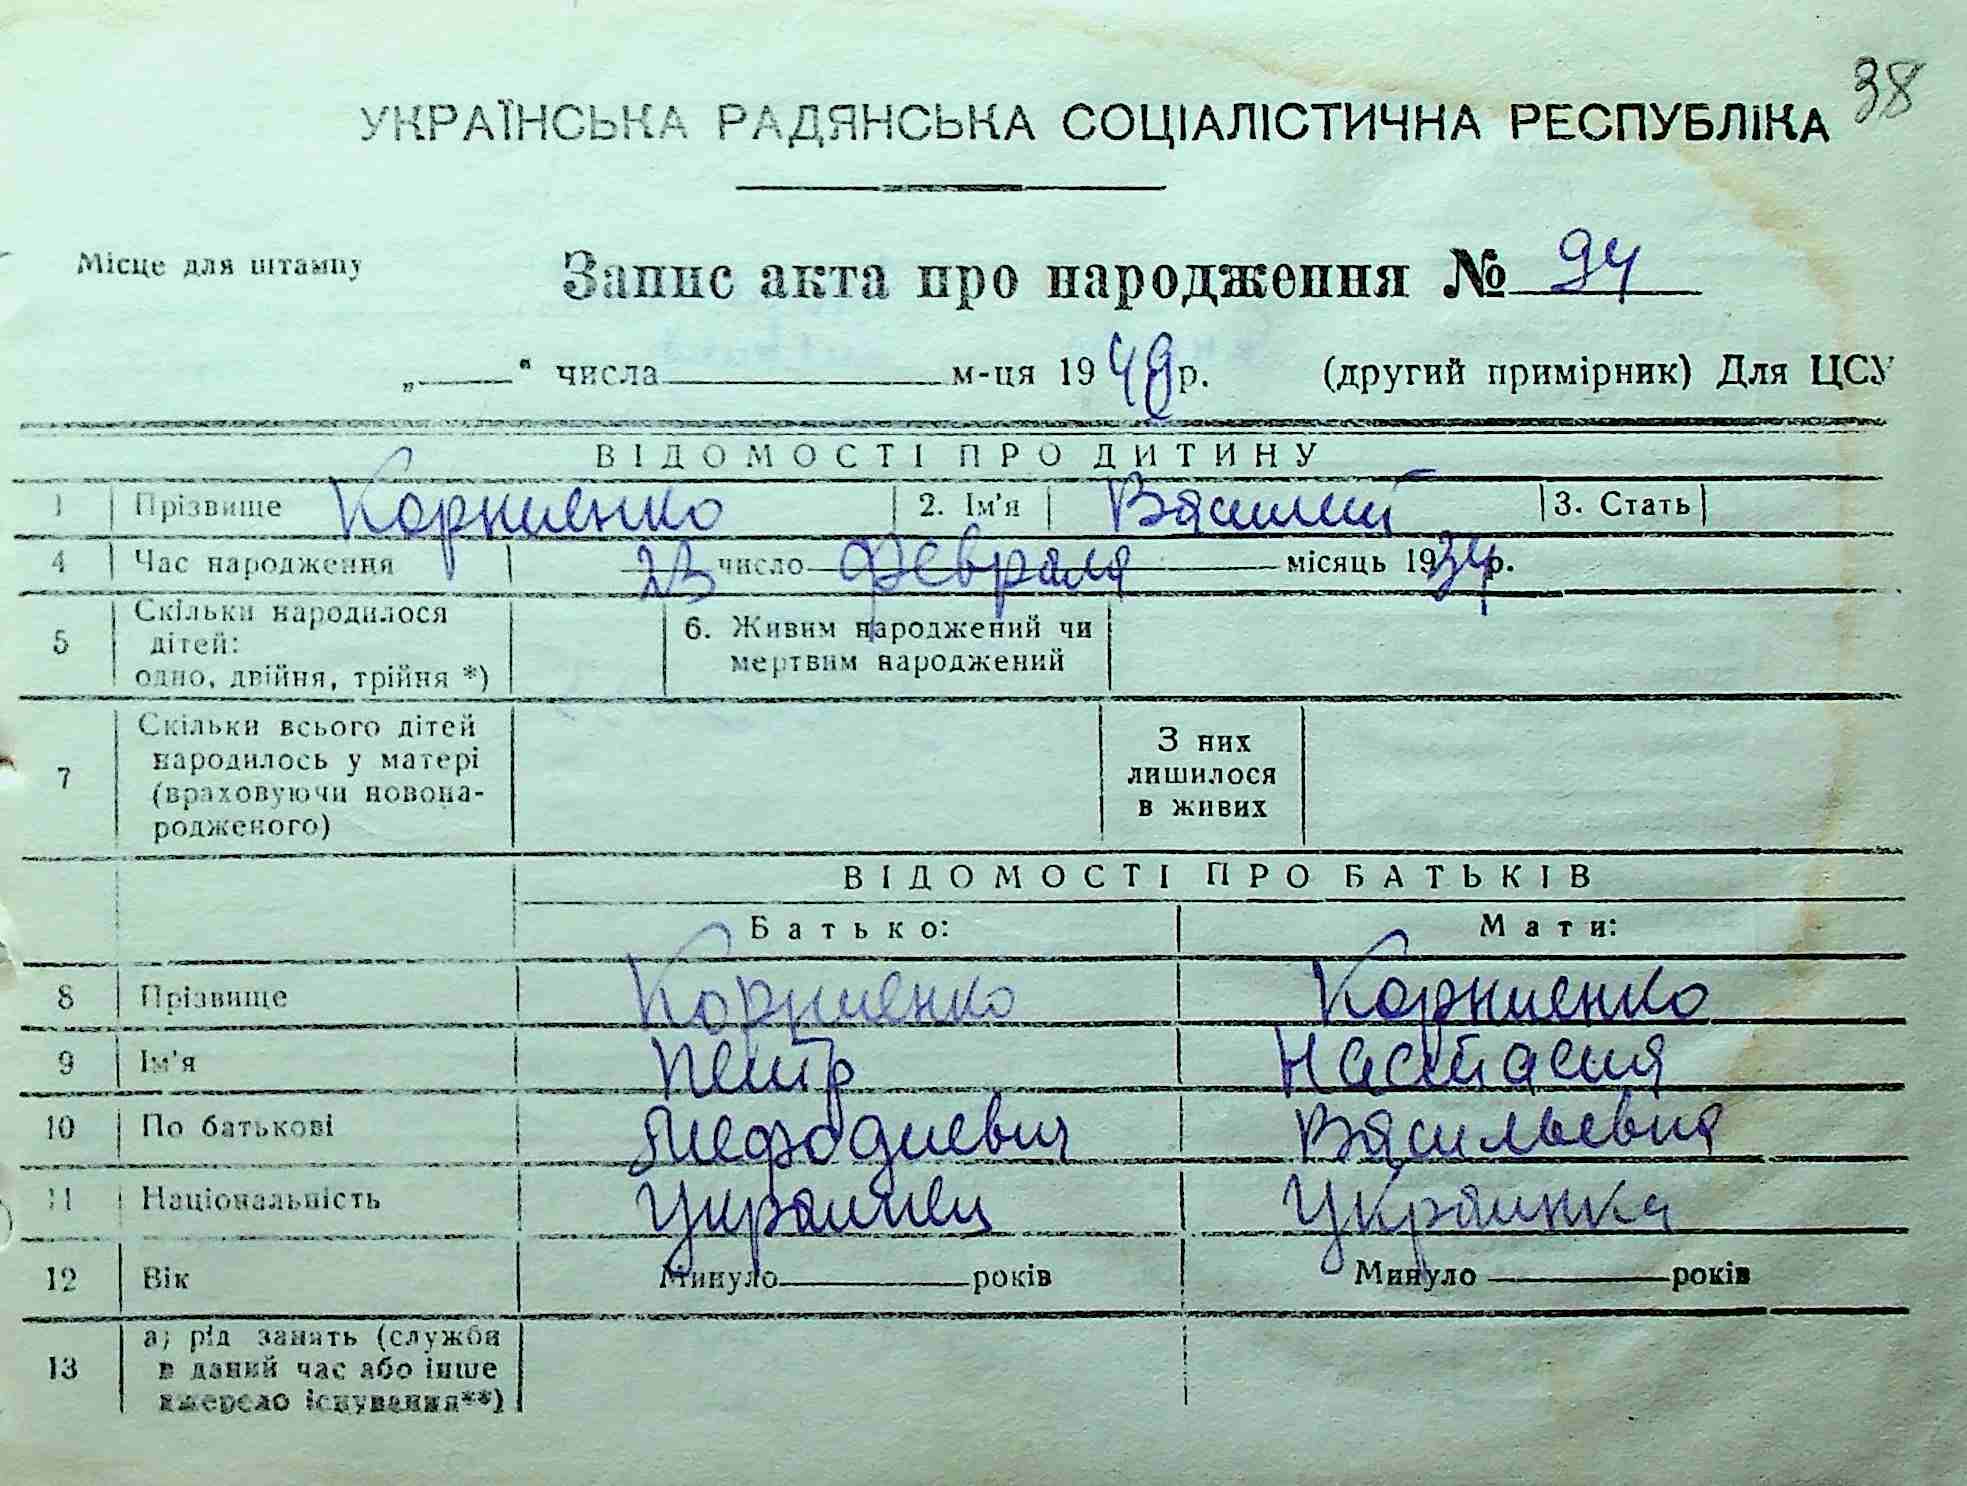 38
УКРАЇНСЬКА РАДЯНСЬКА СОЦІАЛІСТИЧНА РЕСПУБЛІКА
Місце для штампу
Запис акта про народження № 94
„ “ числа м-ця 1948 р. (другий примірник) Для ЦСУ
ВІДОМОСТІ ПРО ДИТИНУ
1 Прізвище Корниенко 2. Ім'я Василий 3. Стать
4 Час народження 23 число февраля місяць 1934 р.
5 Скільки народилося дітей: одно, двійня, трійня *) 6. Живим народжений чи мертвим народжений
7 Скільки всього дітей народилось у матері (враховуючи новонародженого) З них лишилося в живих
ВІДОМОСТІ ПРО БАТЬКІВ
Батько: Мати:
8 Прізвище Корниенко Корниенко
9 Ім'я Петр Настасия
10 По батькові Мефодиевич Васильевна
11 Національність Украинец Украинка
12 Вік Минуло років Минуло років
13 а) рід занять (служби в даний час або інше джерело існування**)